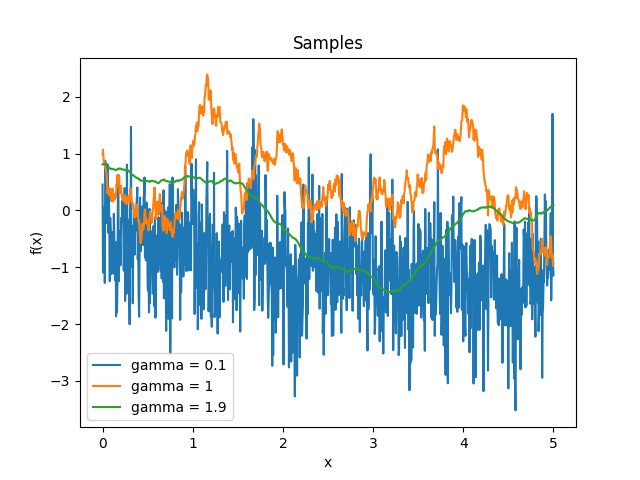 Samples
f(x)
2
1
0
−1
−2
−3
gamma = 0.1
gamma = 1
gamma = 1.9
0 1 2 3 4 5
x